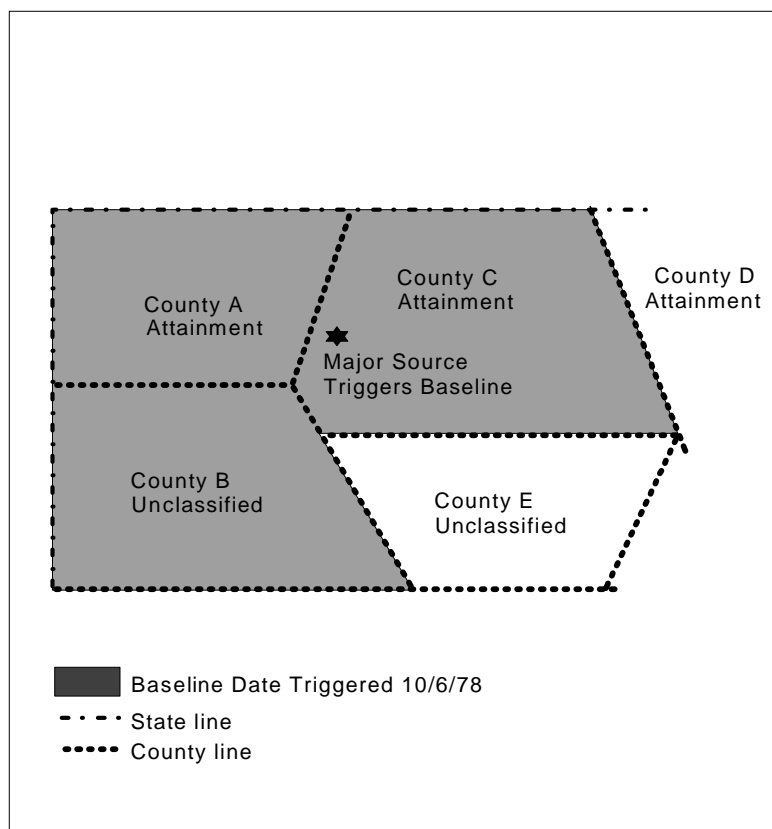 County A
Attainment
County C
Attainment
County D
Attainment
Major Source
Triggers Baseline
County B
Unclassified
County E
Unclassified
Baseline Date Triggered 10/6/78
State line
County line